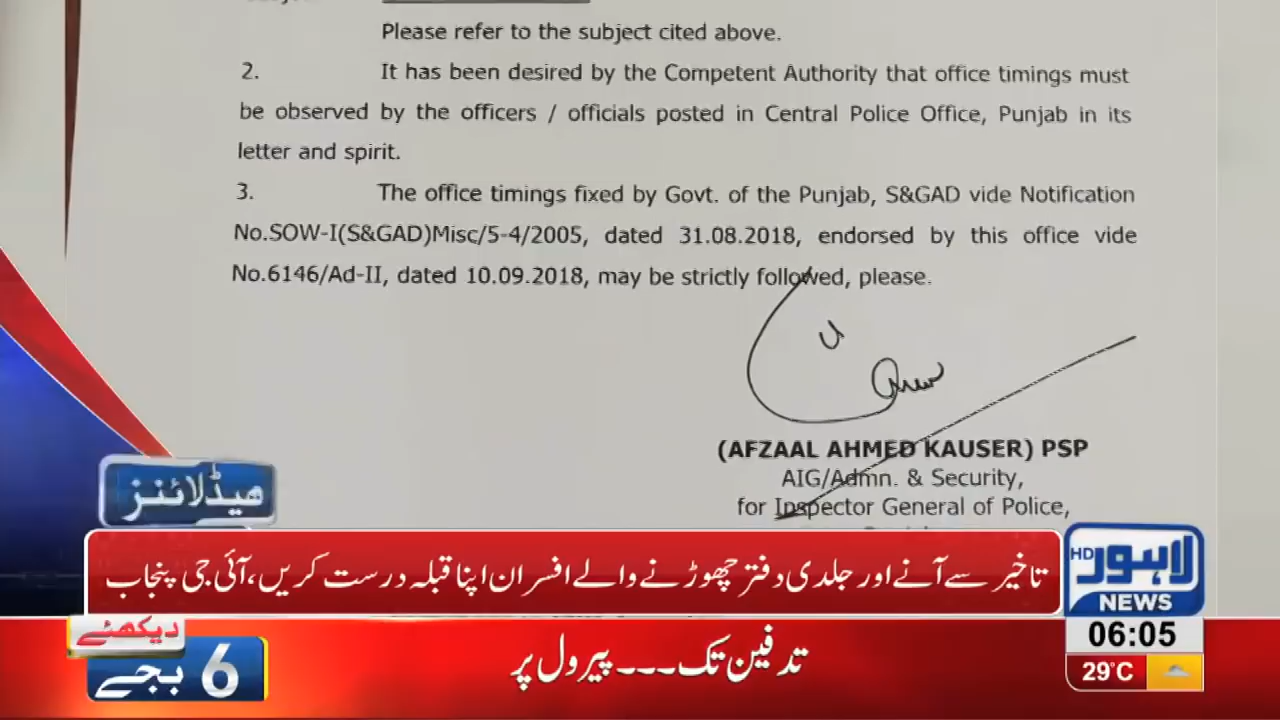 Please refer to the subject cited above.
2. It has been desired by the Competent Authority that office timings must
be observed by the officers / officials posted in Central Police Office, Punjab in its
letter and spirit.
3. The office timings fixed by Govt. of the Punjab, S&GAD vide Notification
No.SOW-I(S&GAD)Misc/5-4/2005, dated 31.08.2018, endorsed by this office vide
No.6146/Ad-II, dated 10.09.2018, may be strictly followed, please.
(AFZAAL AHMED KAUSER) PSP
AIG/Admn. & Security,
for Inspector General of Police,
ہیڈلائنز
تاخیر سے آنے اور جلدی دفتر چھوڑنے والے افسران اپنا قبلہ درست کریں، آئی جی پنجاب
لاہور HD
NEWS
06:05
29°C
دیکھئے
6 بجے
تدفین تک۔۔۔ پیرول پر